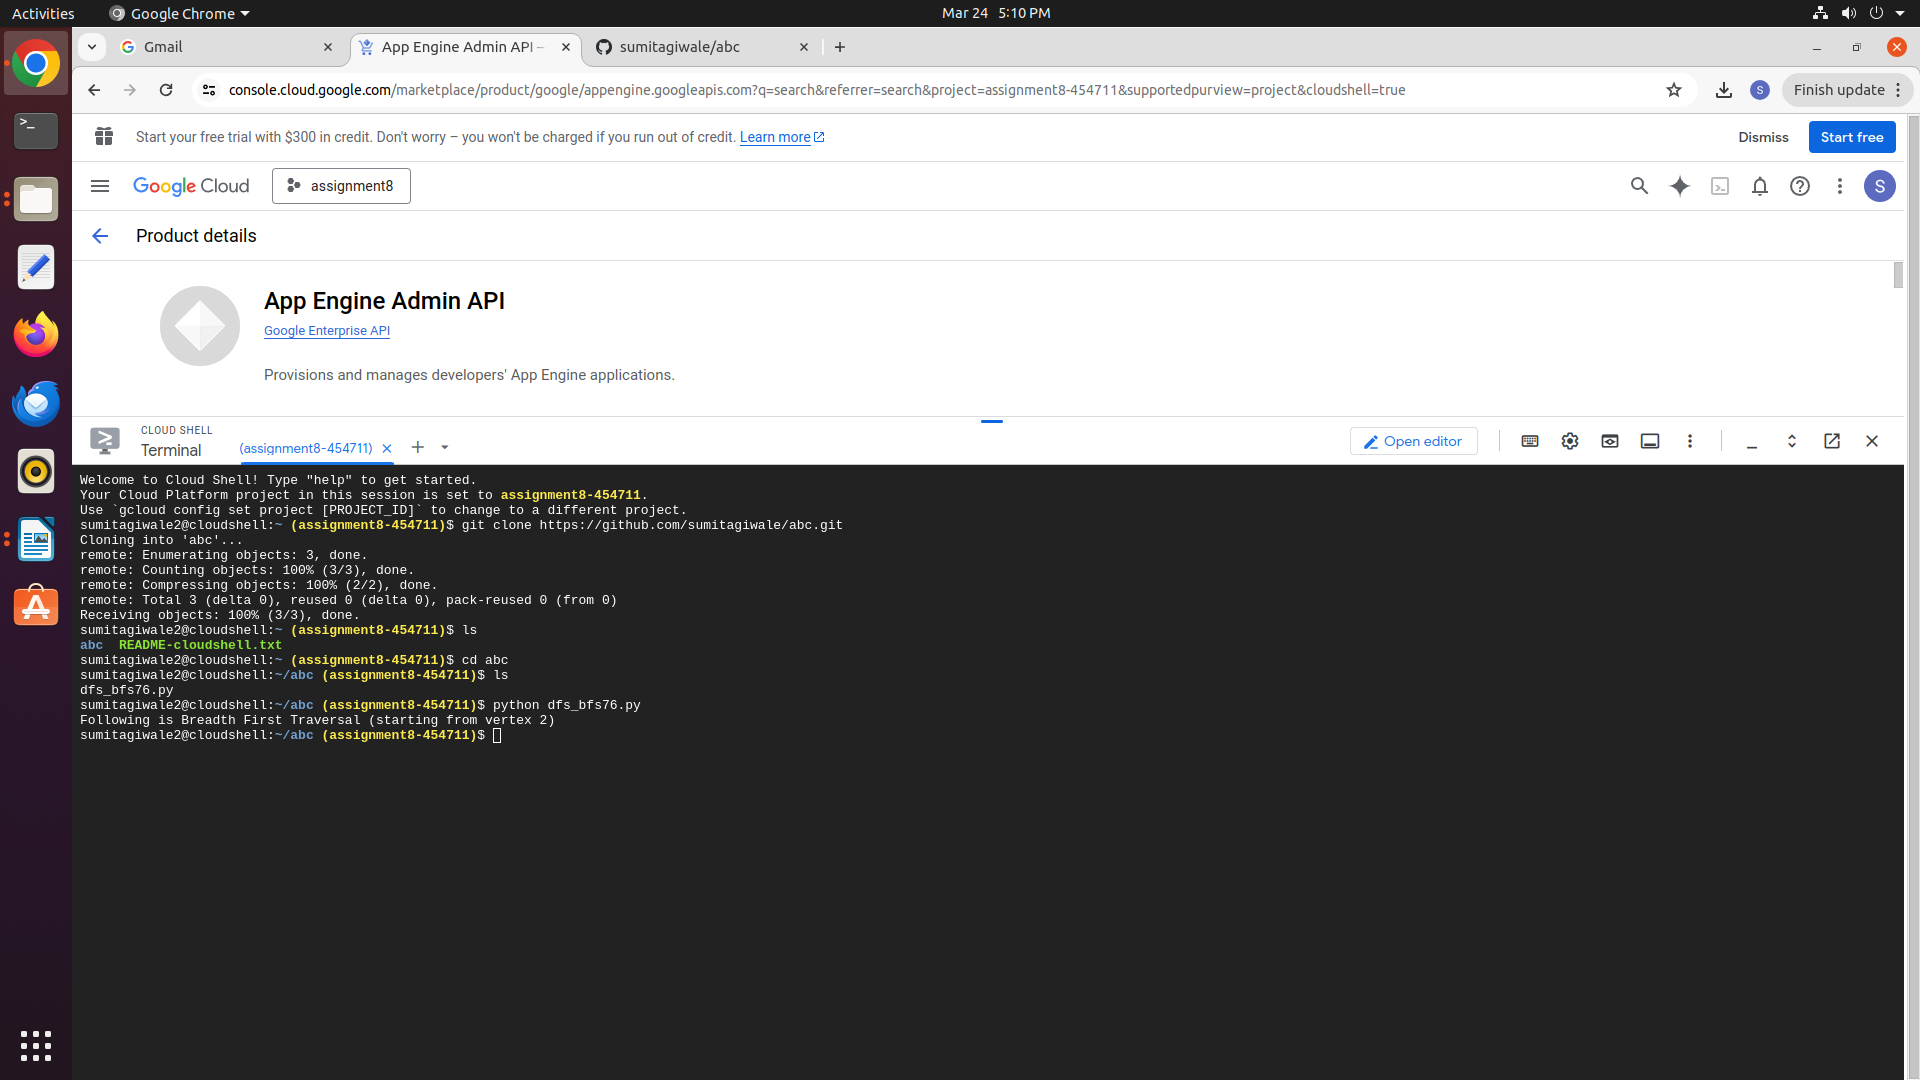 Activities
Google Chrome
Mar 24 5:10 PM
Gmail
App Engine Admin API –
sumitagiwale/abc
console.cloud.google.com/marketplace/product/google/appengine.googleapis.com?q=search&referrer=search&project=assignment8-454711&supportedpurview=project&cloudshell=true
S
Finish update
Start your free trial with $300 in credit. Don't worry – you won't be charged if you run out of credit. Learn more
Dismiss
Start free
Google Cloud
assignment8
S
Product details
App Engine Admin API
Google Enterprise API
Provisions and manages developers' App Engine applications.
CLOUD SHELL
Terminal
(assignment8-454711)
Open editor
Welcome to Cloud Shell! Type "help" to get started.
Your Cloud Platform project in this session is set to assignment8-454711.
Use `gcloud config set project [PROJECT_ID]` to change to a different project.
sumitagiwale2@cloudshell:~ (assignment8-454711)$ git clone https://github.com/sumitagiwale/abc.git
Cloning into 'abc'...
remote: Enumerating objects: 3, done.
remote: Counting objects: 100% (3/3), done.
remote: Compressing objects: 100% (2/2), done.
remote: Total 3 (delta 0), reused 0 (delta 0), pack-reused 0 (from 0)
Receiving objects: 100% (3/3), done.
sumitagiwale2@cloudshell:~ (assignment8-454711)$ ls
abc  README-cloudshell.txt
sumitagiwale2@cloudshell:~ (assignment8-454711)$ cd abc
sumitagiwale2@cloudshell:~/abc (assignment8-454711)$ ls
dfs_bfs76.py
sumitagiwale2@cloudshell:~/abc (assignment8-454711)$ python dfs_bfs76.py
Following is Breadth First Traversal (starting from vertex 2)
sumitagiwale2@cloudshell:~/abc (assignment8-454711)$